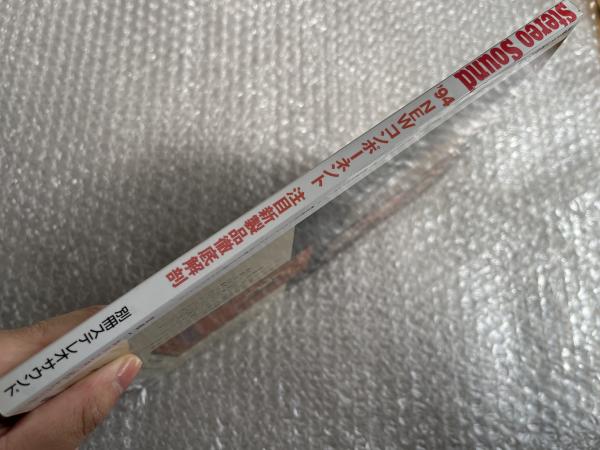 Stereo Sound
'94 NEWコンポーネント 注目新製品徹底解剖
別冊ステレオサウンド